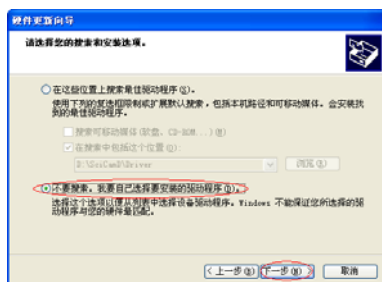 硬件更新向导
请选择您的搜索和安装选项。
在这些位置上搜索最佳驱动程序(S)。
使用下列的复选框限制或扩展默认搜索，包括本机路径和可移动媒体。会安装找
到的最佳驱动程序。
搜索可移动媒体(软盘、CD-ROM...)(M)
在搜索中包括这个位置(O):
浏览(R)
不要搜索。我要自己选择要安装的驱动程序(D)。
选择这个选项以便从列表中选择设备驱动程序。Windows 不能保证您所选择的驱
动程序与您的硬件最匹配。
<上一步(B)
下一步(N)>
取消